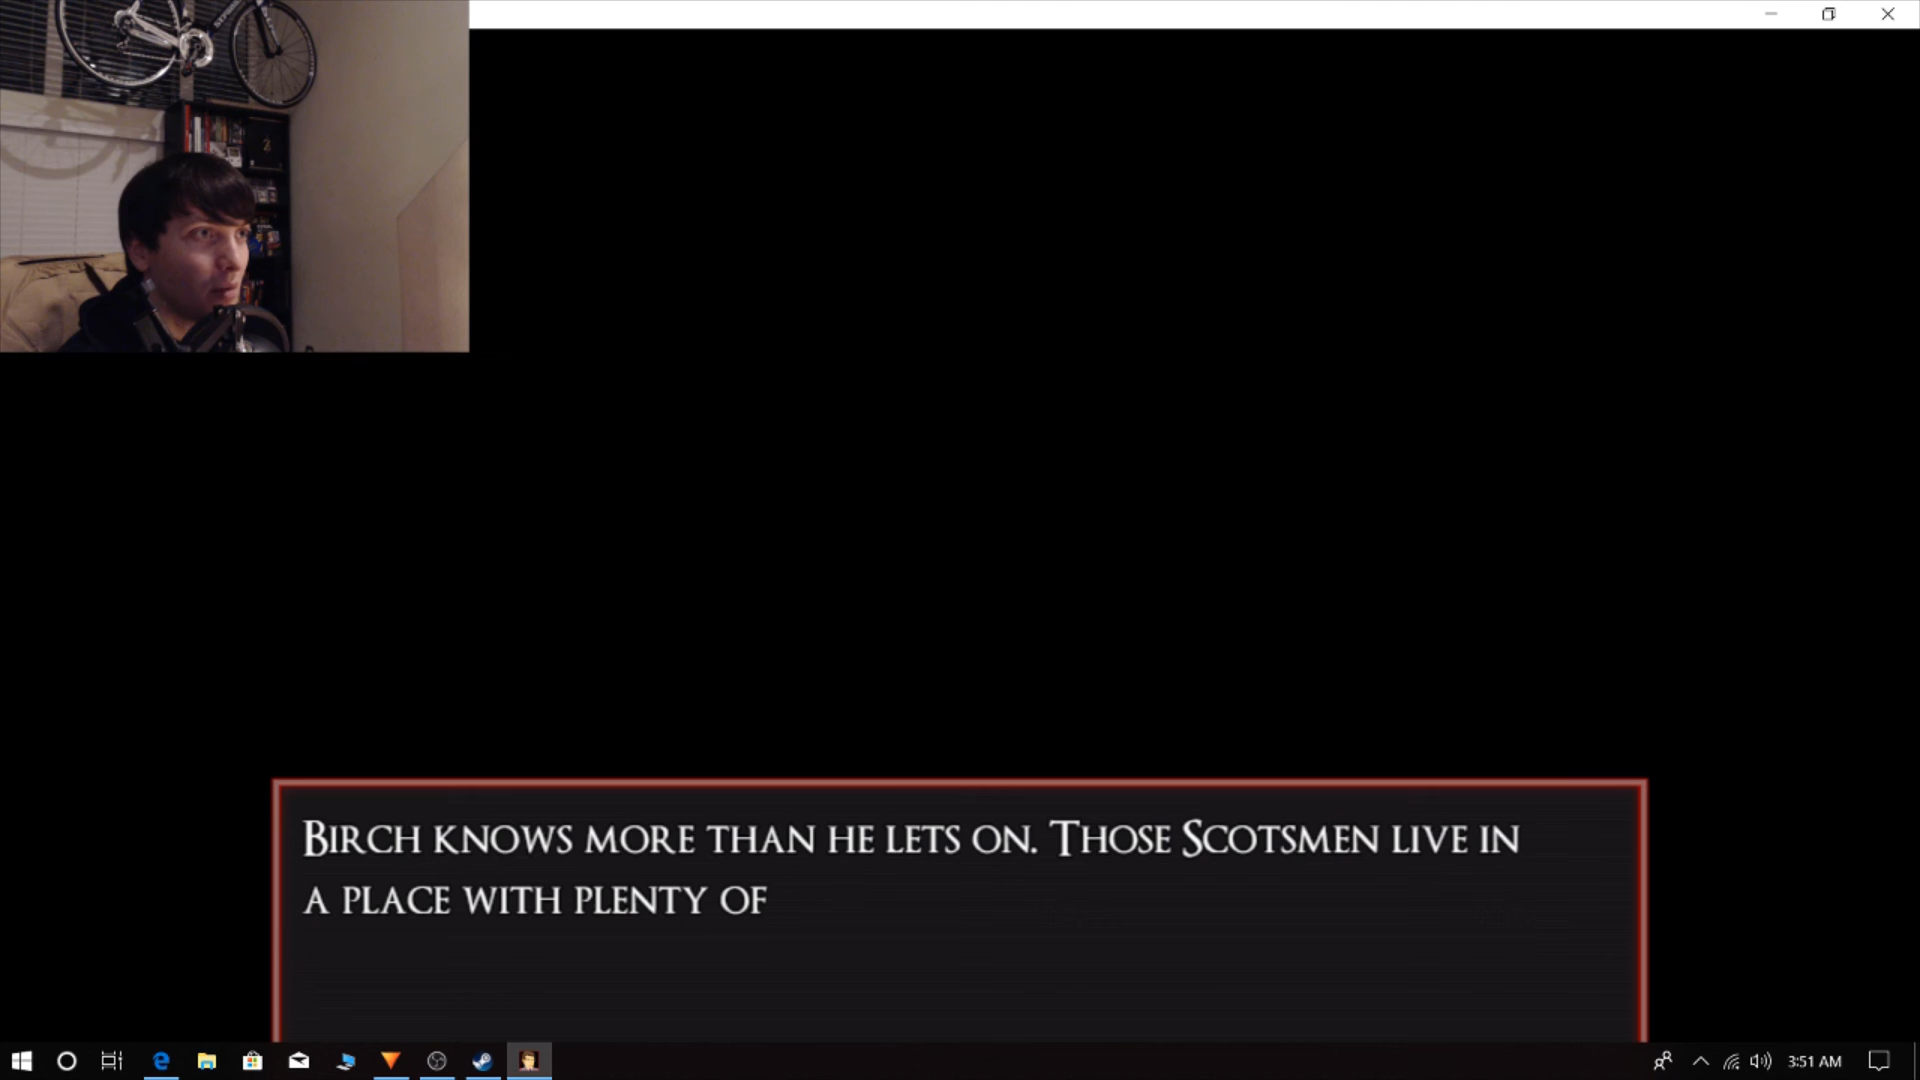 Birch knows more than he lets on. Those Scotsmen live in
a place with plenty of
3:51 AM